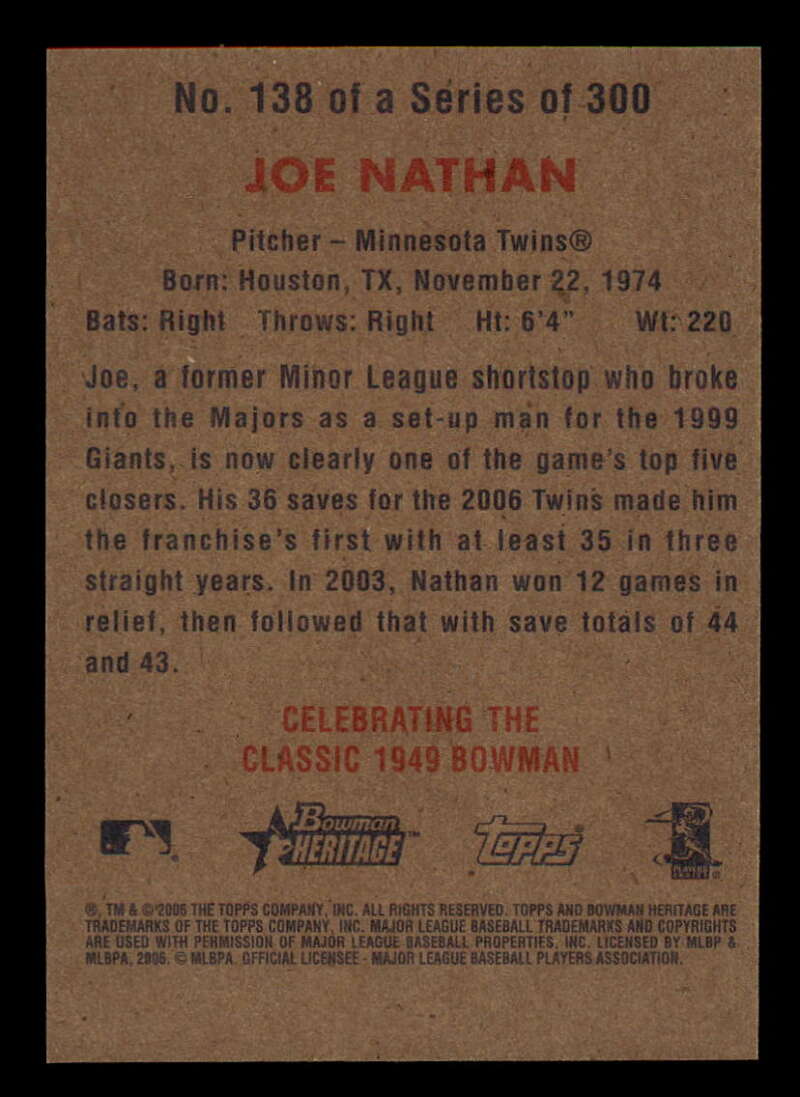 No. 138 of a Series of 300
JOE NATHAN
Pitcher – Minnesota Twins®
Born: Houston, TX, November 22, 1974
Bats: Right Throws: Right Ht: 6'4" Wt: 220
Joe, a former Minor League shortstop who broke
into the Majors as a set-up man for the 1999
Giants, is now clearly one of the game's top five
closers. His 36 saves for the 2006 Twins made him
the franchise's first with at least 35 in three
straight years. In 2003, Nathan won 12 games in
relief, then followed that with save totals of 44
and 43.
CELEBRATING THE
CLASSIC 1949 BOWMAN
Bowman HERITAGE™ Topps
®, TM & © 2006 THE TOPPS COMPANY, INC. ALL RIGHTS RESERVED. TOPPS AND BOWMAN HERITAGE ARE
TRADEMARKS OF THE TOPPS COMPANY, INC. MAJOR LEAGUE BASEBALL TRADEMARKS AND COPYRIGHTS
ARE USED WITH PERMISSION OF MAJOR LEAGUE BASEBALL PROPERTIES, INC. LICENSED BY MLBP &
MLBPA, 2006. © MLBPA. OFFICIAL LICENSEE - MAJOR LEAGUE BASEBALL PLAYERS ASSOCIATION.